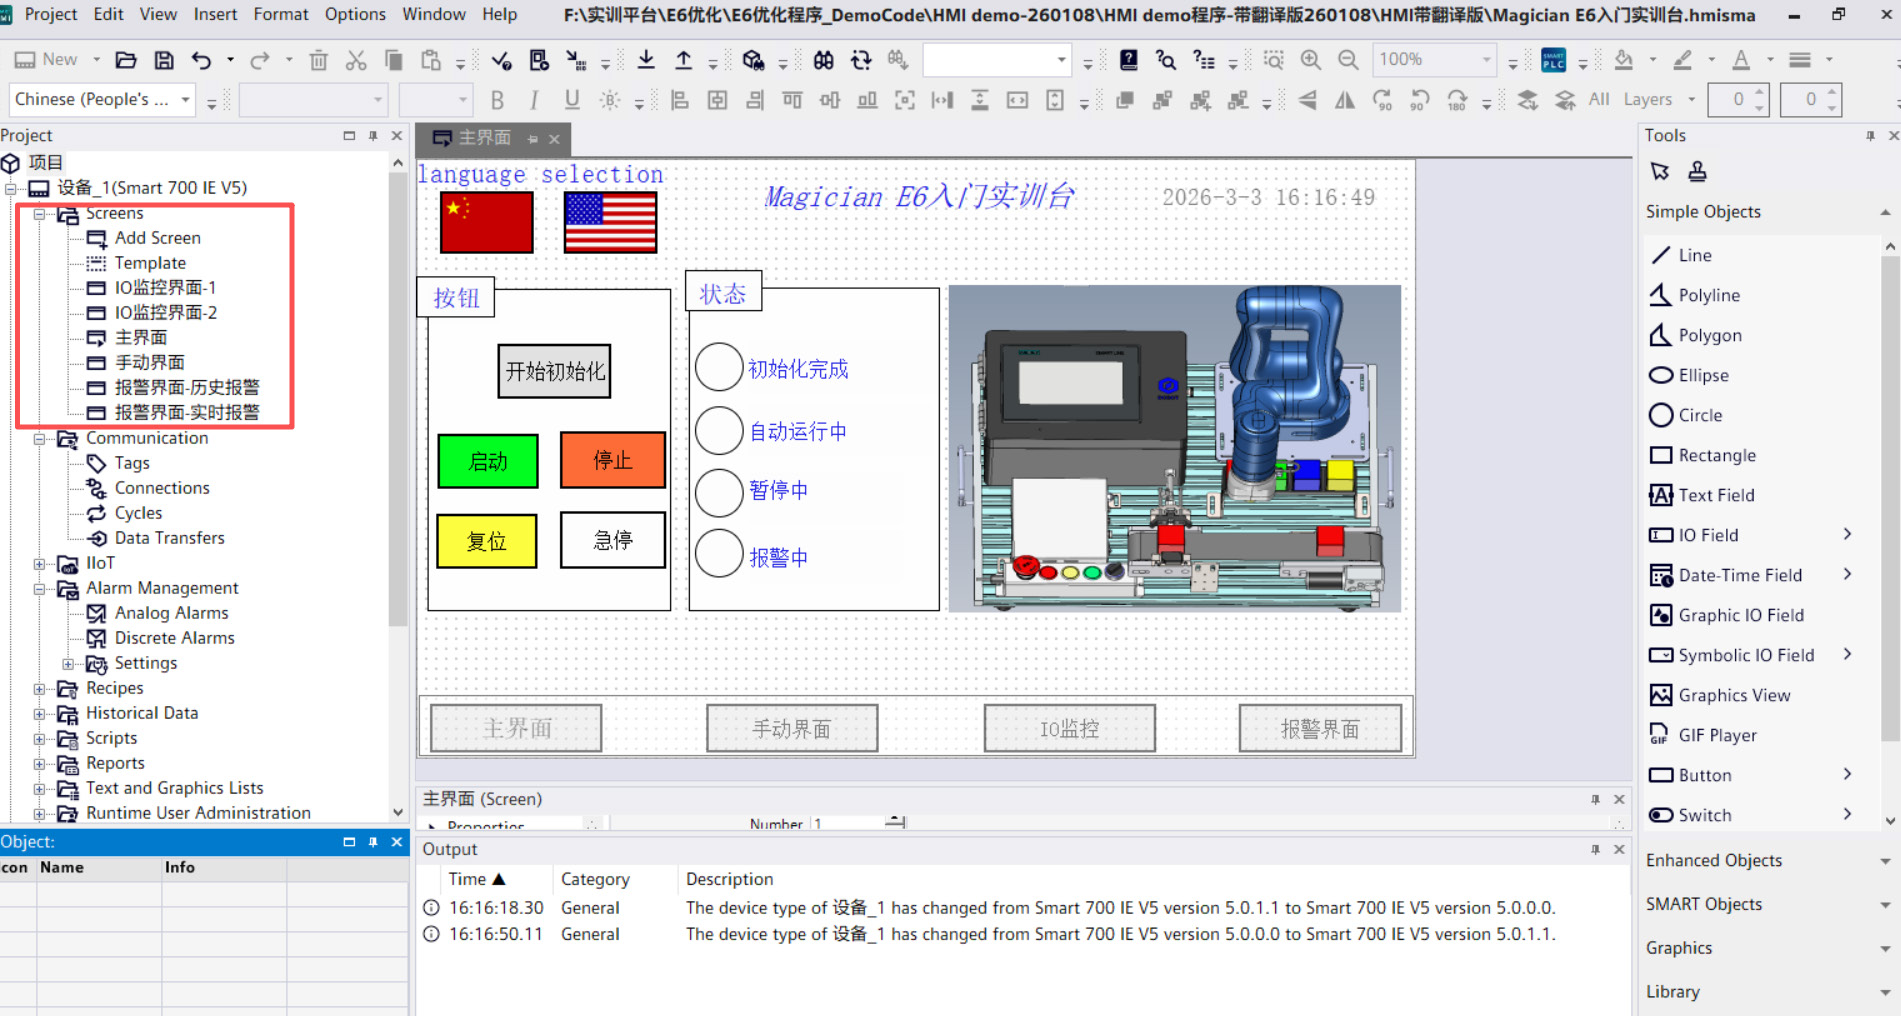 Project Edit View Insert Format Options Window Help F:\实训平台\E6优化\E6优化程序_DemoCode\HMI demo-260108\HMI demo程序-带翻译版260108\HMI带翻译版\Magician E6入门实训台.hmisma
New 100% SMART PLC
Chinese (People's ... B I U B 90 90 180 All Layers 0 0
Project
项目
设备_1(Smart 700 IE V5)
Screens
Add Screen
Template
IO监控界面-1
IO监控界面-2
主界面
手动界面
报警界面-历史报警
报警界面-实时报警
Communication
Tags
Connections
Cycles
Data Transfers
IIoT
Alarm Management
Analog Alarms
Discrete Alarms
Settings
Recipes
Historical Data
Scripts
Reports
Text and Graphics Lists
Runtime User Administration
Object:
con Name Info
主界面
language selection
Magician E6入门实训台
2026-3-3 16:16:49
按钮
开始初始化
启动
停止
复位
急停
状态
初始化完成
自动运行中
暂停中
报警中
主界面
手动界面
IO监控
报警界面
主界面 (Screen)
Properties Number 1
Output
Time Category Description
16:16:18.30 General The device type of 设备_1 has changed from Smart 700 IE V5 version 5.0.1.1 to Smart 700 IE V5 version 5.0.0.0.
16:16:50.11 General The device type of 设备_1 has changed from Smart 700 IE V5 version 5.0.0.0 to Smart 700 IE V5 version 5.0.1.1.
Tools
Simple Objects
Line
Polyline
Polygon
Ellipse
Circle
Rectangle
Text Field
IO Field
Date-Time Field
Graphic IO Field
Symbolic IO Field
Graphics View
GIF Player
Button
Switch
Enhanced Objects
SMART Objects
Graphics
Library